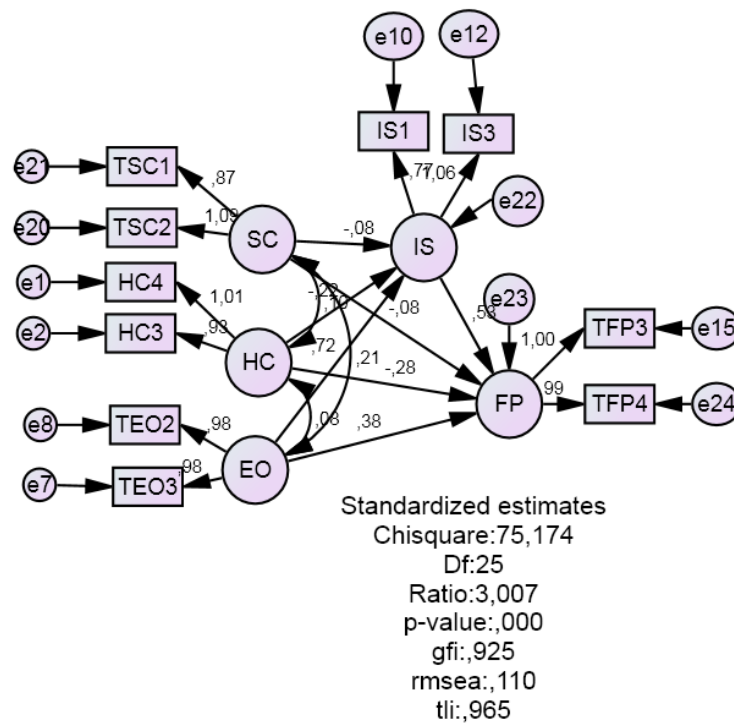 e10
e12
IS1
IS3
e21
TSC1
,87
,77
1,06
e20
TSC2
1,09
SC
-,08
IS
e22
e1
HC4
1,01
-,22
,10
-,08
e23
,58
e2
HC3
,93
HC
,72
,21
-,28
1,00
TFP3
e15
e8
TEO2
,98
,08
,38
FP
,99
TFP4
e24
e7
TEO3
,98
EO
Standardized estimates
Chisquare:75,174
Df:25
Ratio:3,007
p-value:,000
gfi:,925
rmsea:,110
tli:,965